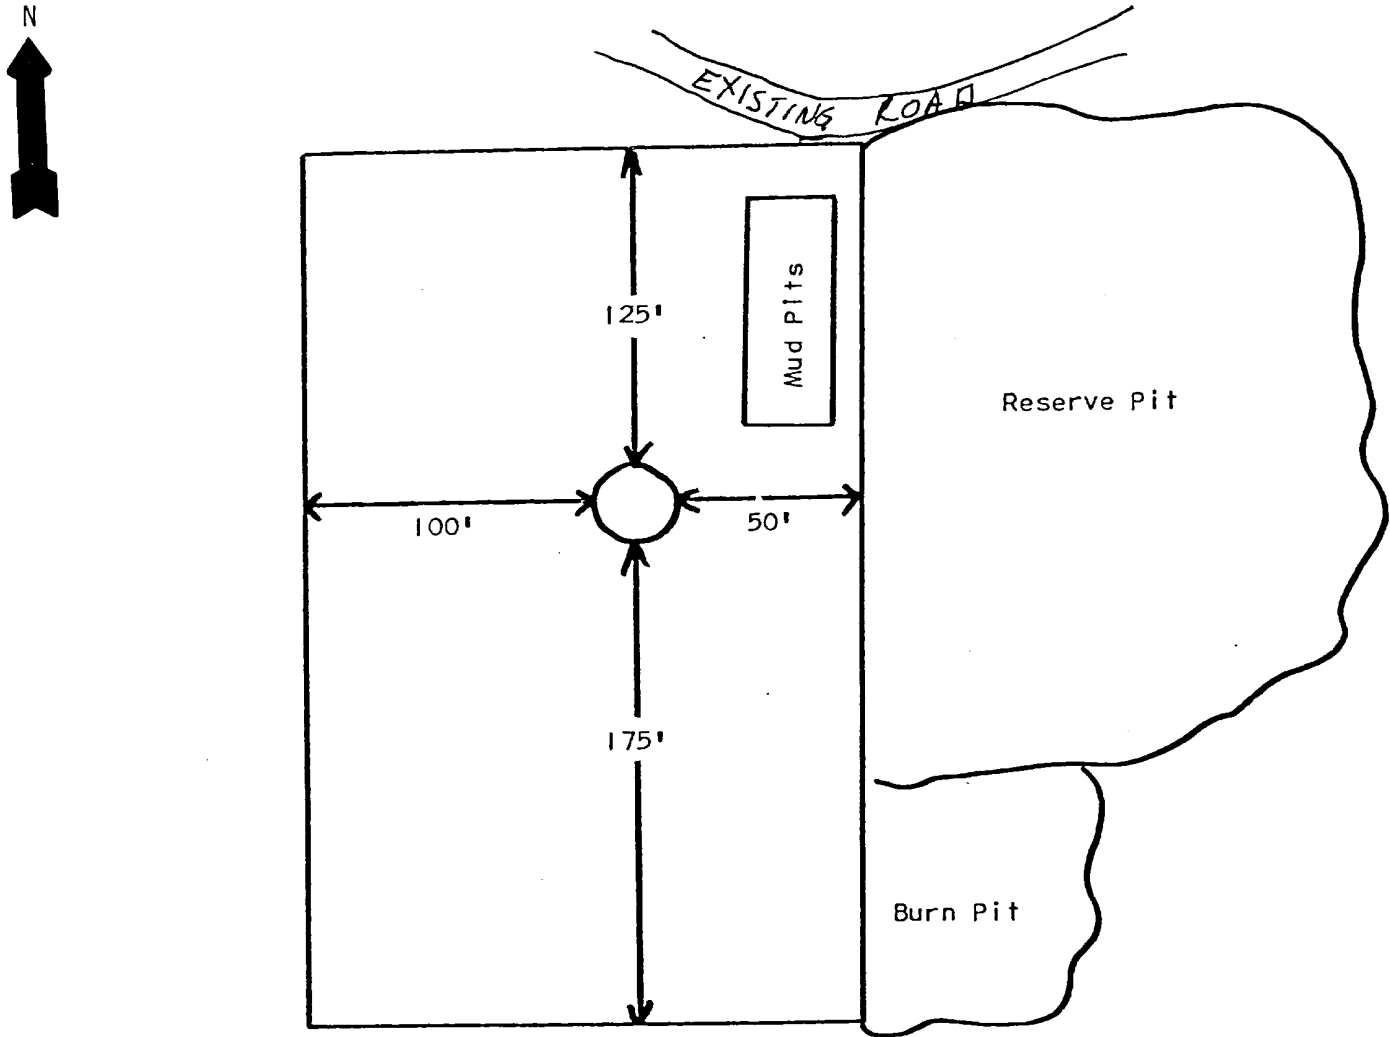 N
EXISTING ROAD
125'
Mud Pits
Reserve Pit
100'
50'
175'
Burn Pit